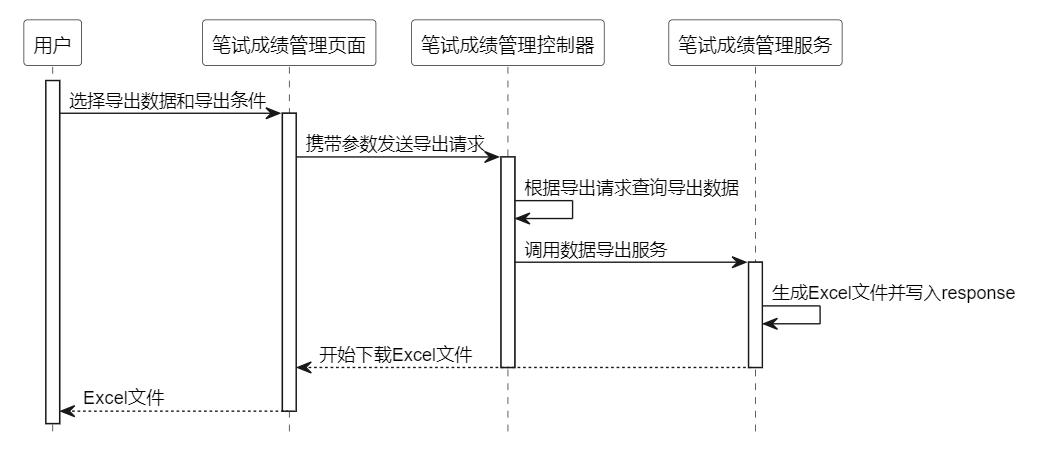 用户
笔试成绩管理页面
笔试成绩管理控制器
笔试成绩管理服务
选择导出数据和导出条件
携带参数发送导出请求
根据导出请求查询导出数据
调用数据导出服务
生成Excel文件并写入response
开始下载Excel文件
Excel文件